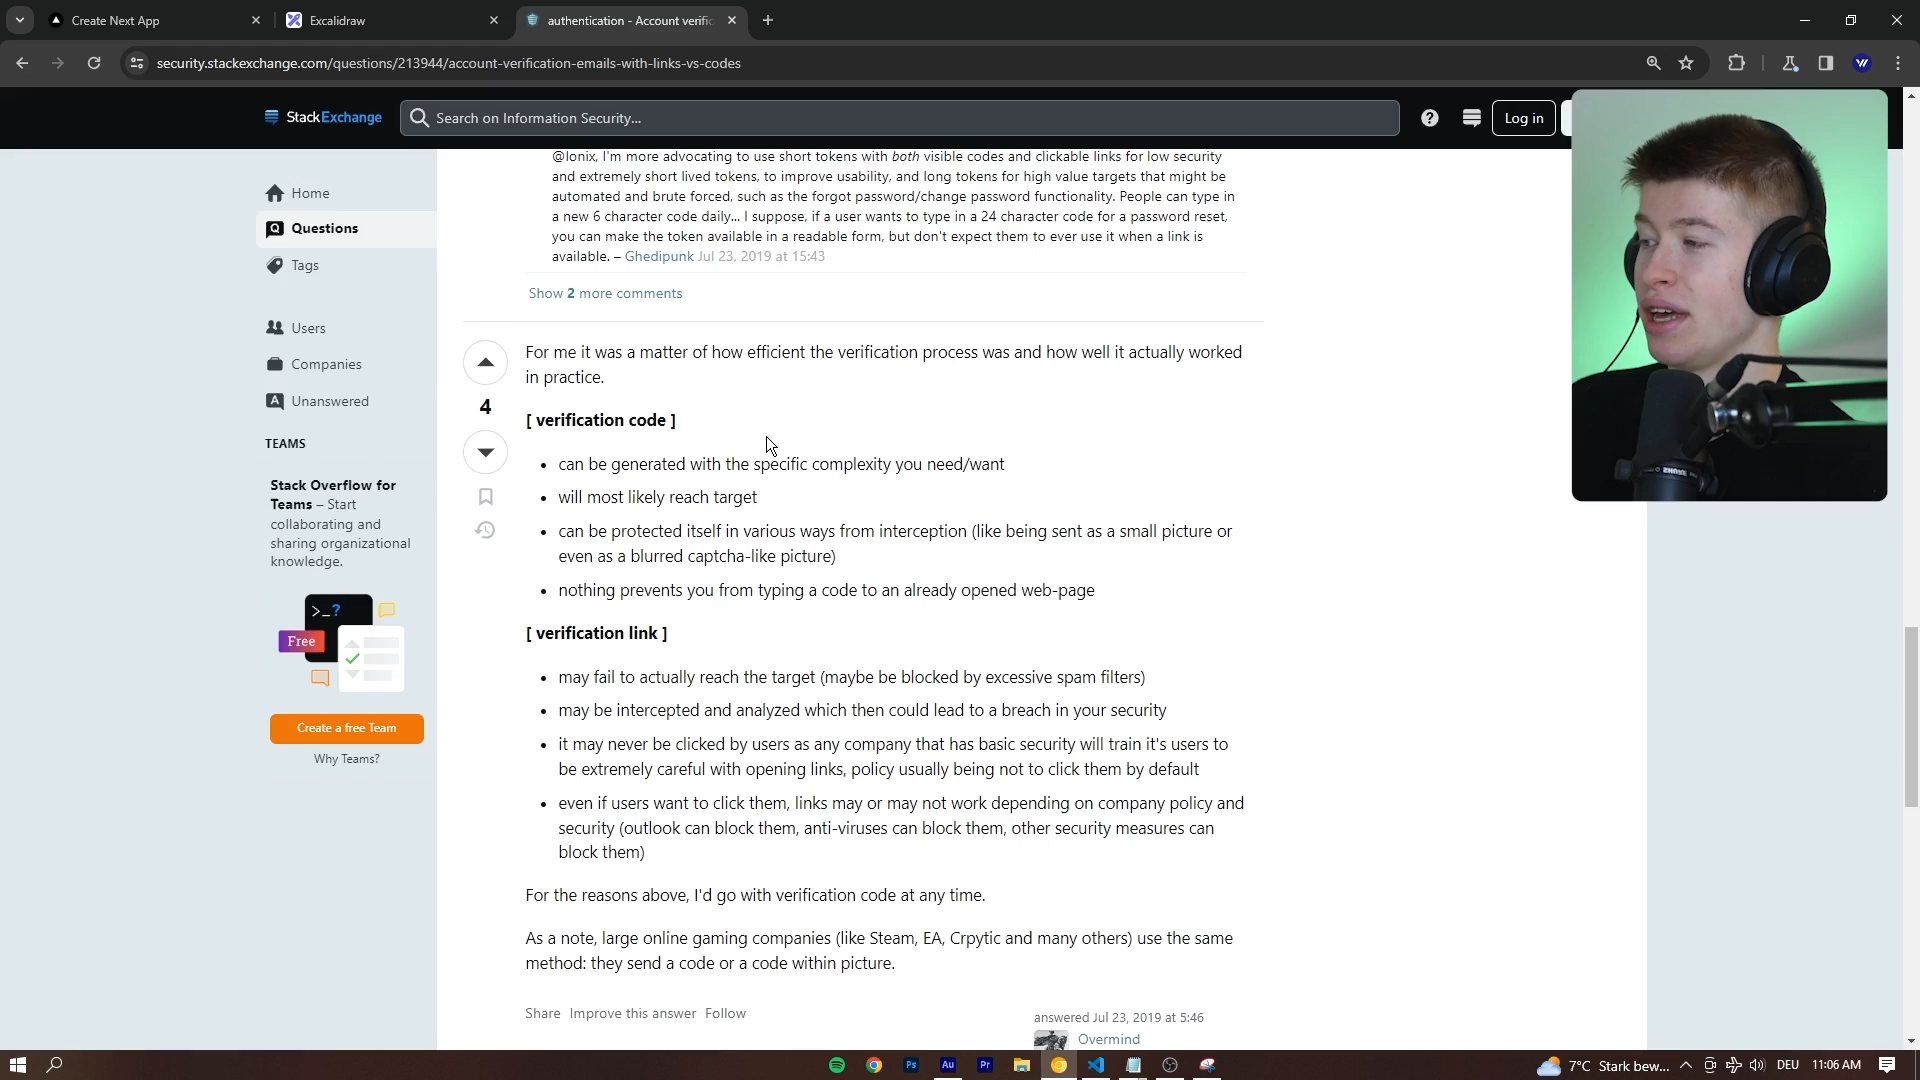 Create Next App
Excalidraw
authentication - Account verific
security.stackexchange.com/questions/213944/account-verification-emails-with-links-vs-codes
StackExchange
Search on Information Security...
Log in
Home
Questions
Tags
Users
Companies
Unanswered
TEAMS
Stack Overflow for
Teams – Start
collaborating and
sharing organizational
knowledge.
>_?
Free
Create a free Team
Why Teams?
@Ionix, I'm more advocating to use short tokens with both visible codes and clickable links for low security
and extremely short lived tokens, to improve usability, and long tokens for high value targets that might be
automated and brute forced, such as the forgot password/change password functionality. People can type in
a new 6 character code daily... I suppose, if a user wants to type in a 24 character code for a password reset,
you can make the token available in a readable form, but don't expect them to ever use it when a link is
available. – Ghedipunk Jul 23, 2019 at 15:43
Show 2 more comments
4
For me it was a matter of how efficient the verification process was and how well it actually worked
in practice.
[ verification code ]
• can be generated with the specific complexity you need/want
• will most likely reach target
• can be protected itself in various ways from interception (like being sent as a small picture or
even as a blurred captcha-like picture)
• nothing prevents you from typing a code to an already opened web-page
[ verification link ]
• may fail to actually reach the target (maybe be blocked by excessive spam filters)
• may be intercepted and analyzed which then could lead to a breach in your security
• it may never be clicked by users as any company that has basic security will train it's users to
be extremely careful with opening links, policy usually being not to click them by default
• even if users want to click them, links may or may not work depending on company policy and
security (outlook can block them, anti-viruses can block them, other security measures can
block them)
For the reasons above, I'd go with verification code at any time.
As a note, large online gaming companies (like Steam, EA, Crpytic and many others) use the same
method: they send a code or a code within picture.
Share Improve this answer Follow
answered Jul 23, 2019 at 5:46
Overmind
Ps
Au
Pr
7°C Stark bew...
DEU
11:06 AM